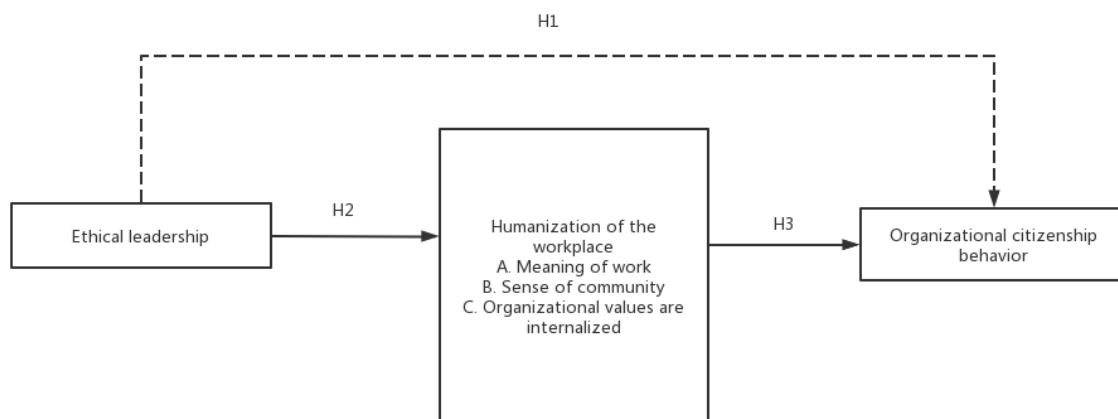 H1
Ethical leadership
H2
Humanization of the
workplace
A. Meaning of work
B. Sense of community
C. Organizational values are
internalized
H3
Organizational citizenship
behavior